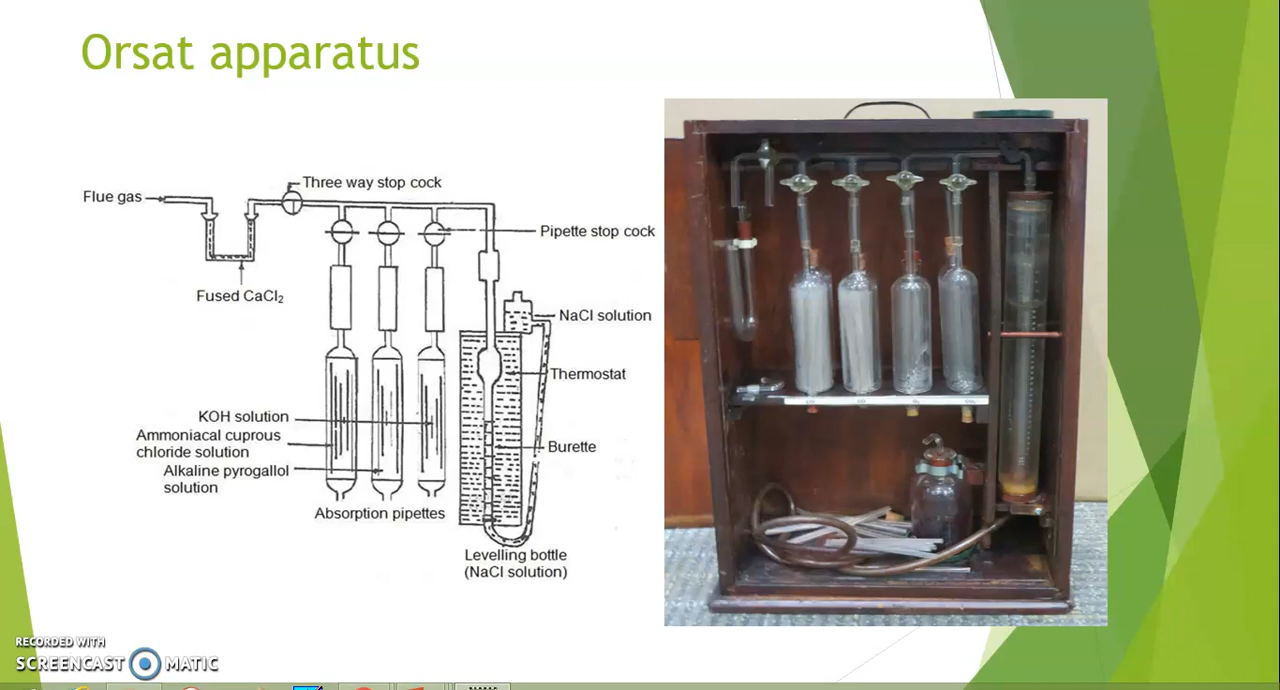 Orsat apparatus
Three way stop cock
Flue gas
Pipette stop cock
Fused CaCl₂
NaCl solution
Thermostat
KOH solution
Ammoniacal cuprous
chloride solution
Alkaline pyrogallol
solution
Burette
Absorption pipettes
Levelling bottle
(NaCl solution)
RECORDED WITH
SCREENCAST MATIC